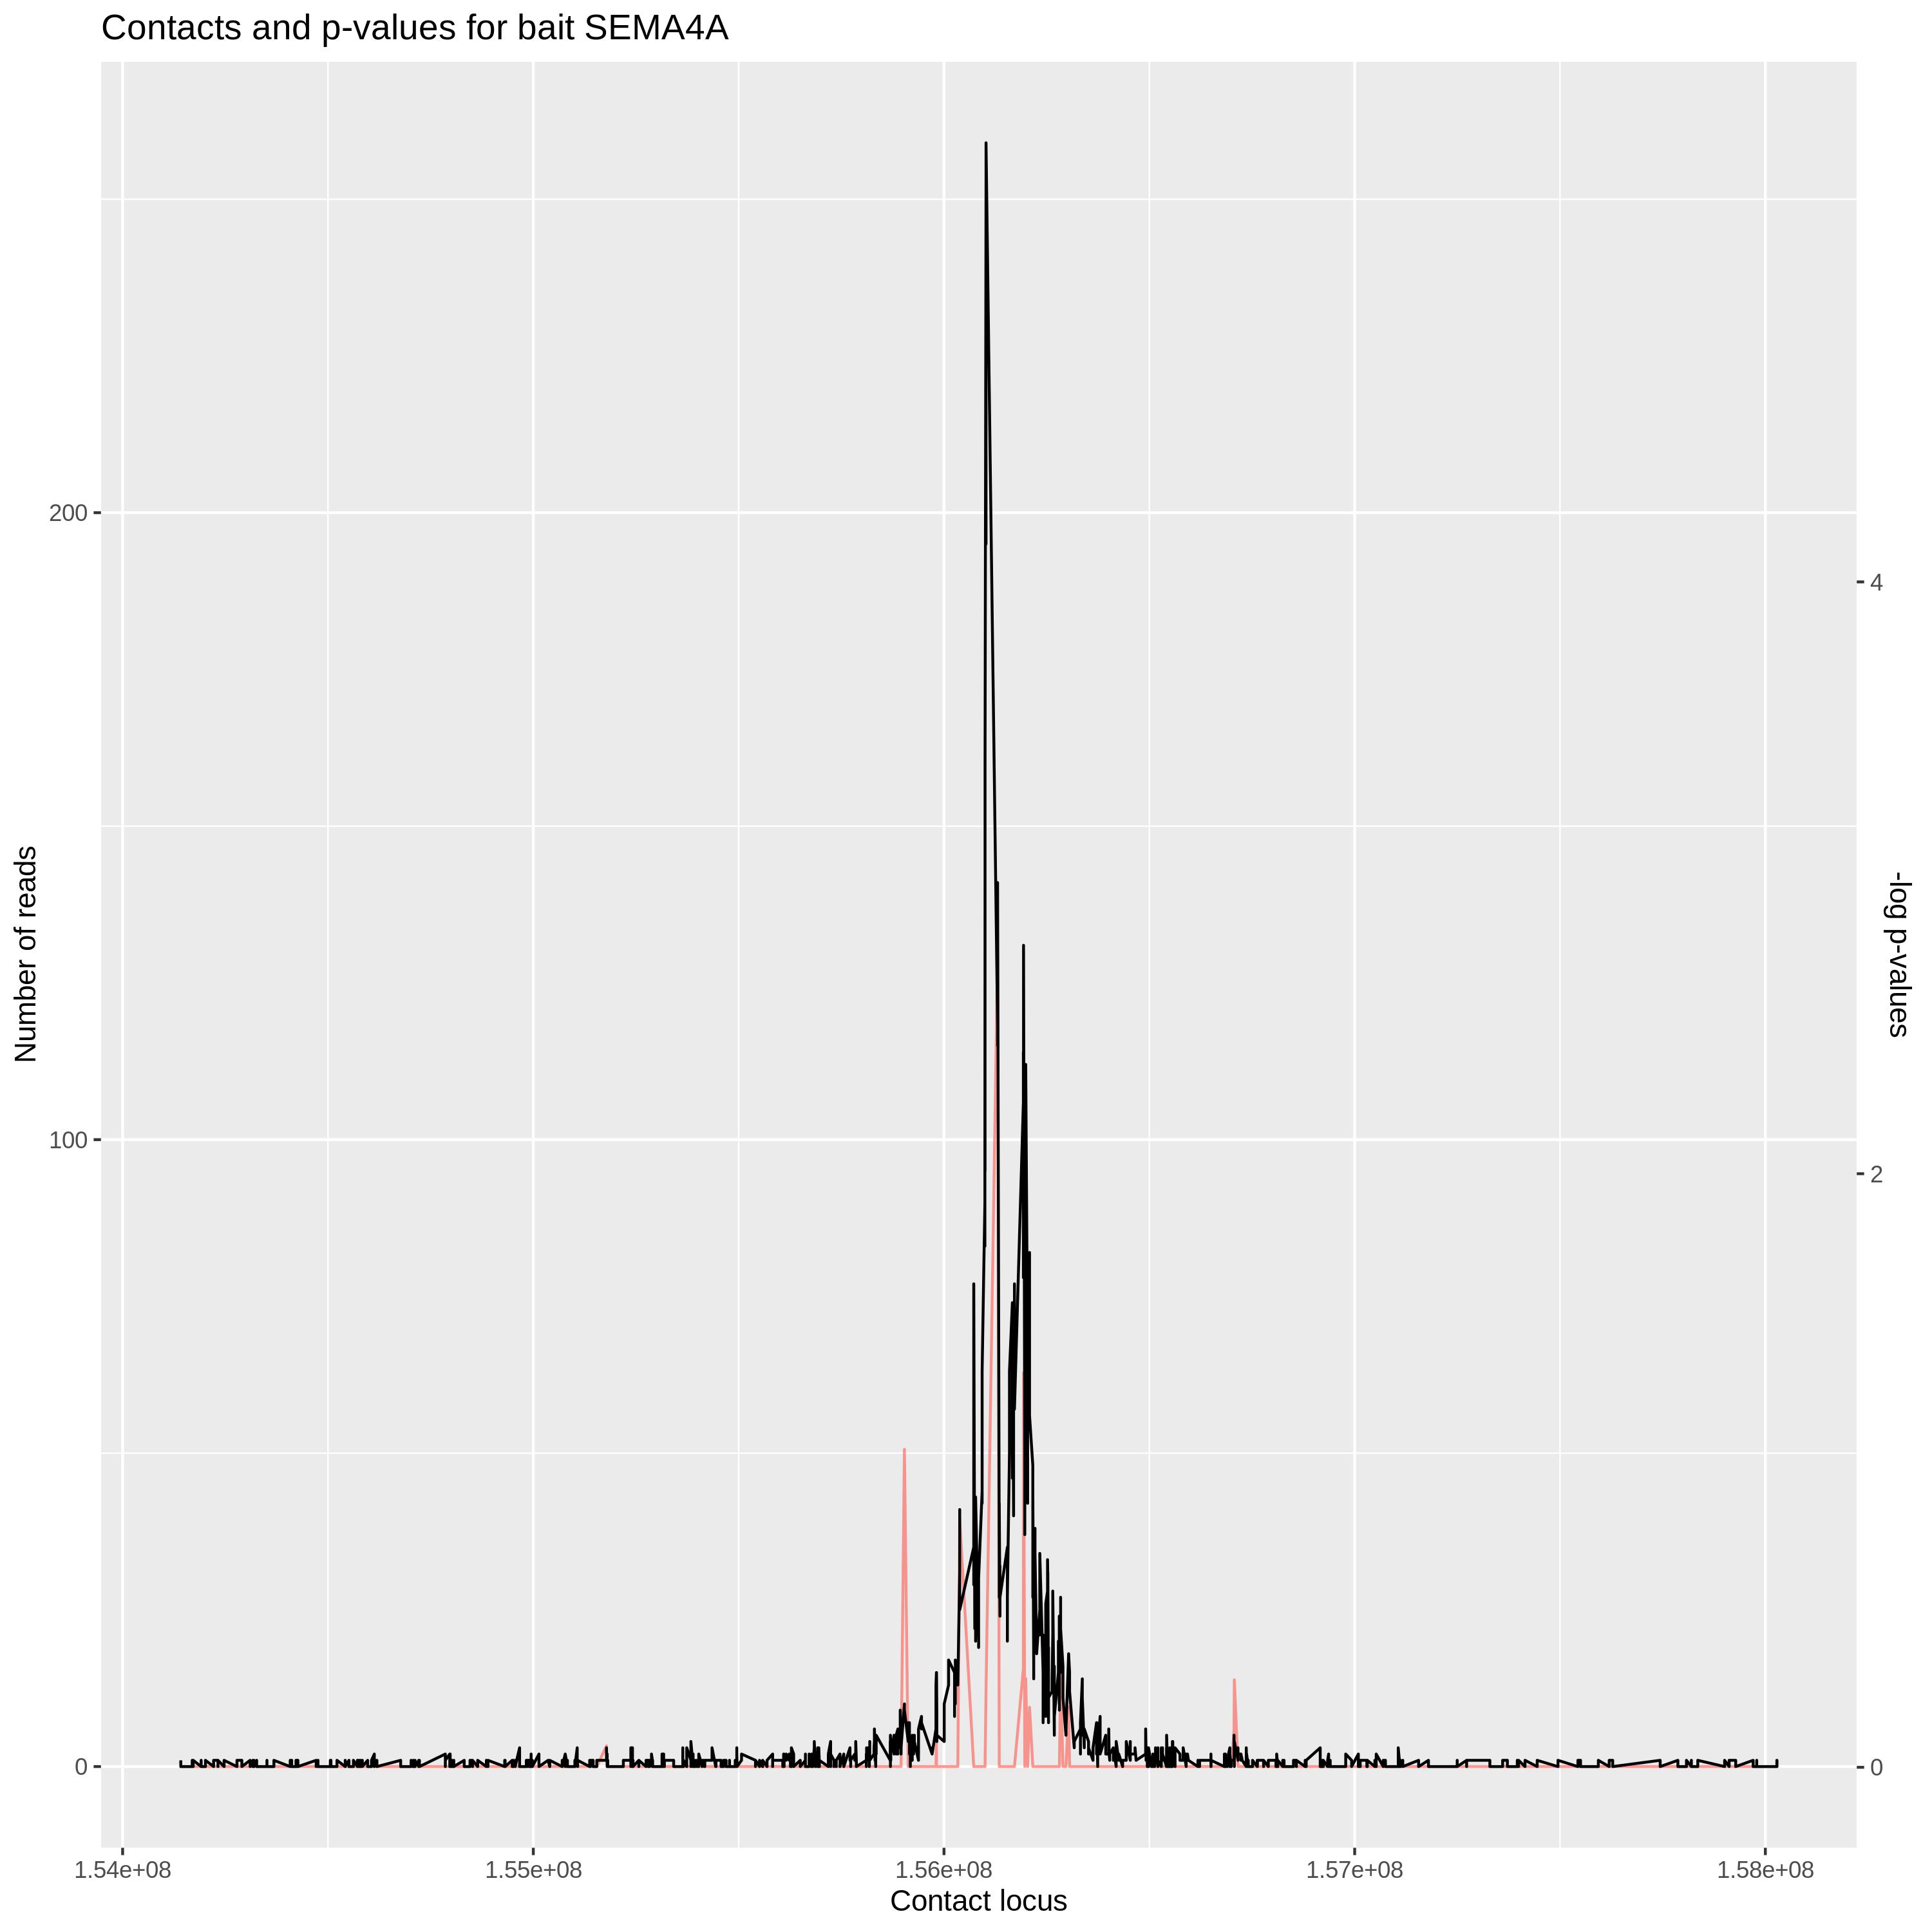 Contacts and p-values for bait SEMA4A
Number of reads
200
100
0
4
2
0
-log p-values
1.54e+08 1.55e+08 1.56e+08 1.57e+08 1.58e+08
Contact locus